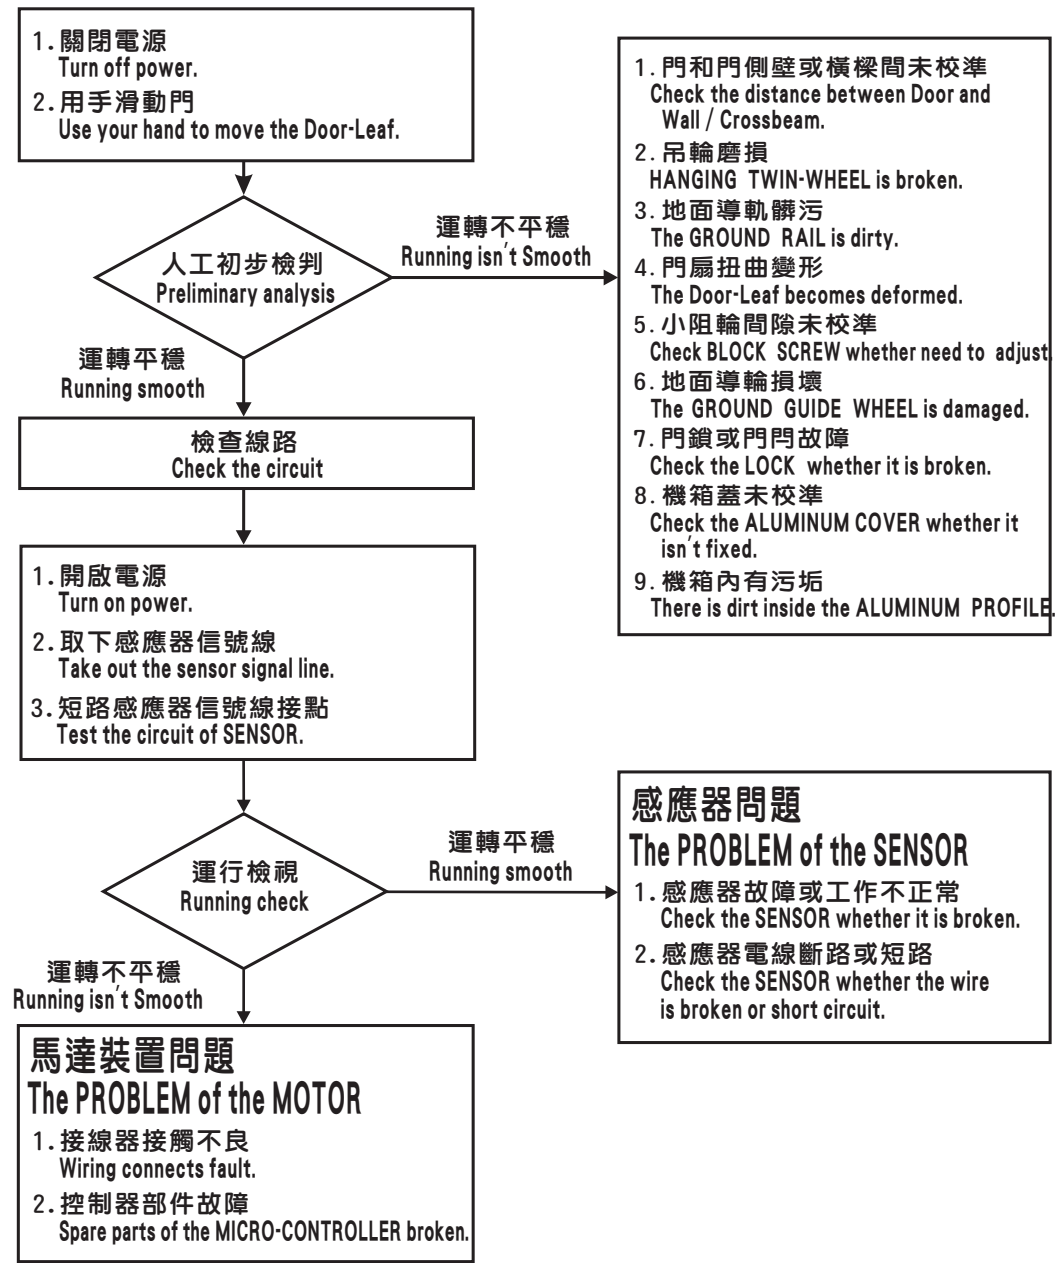 1.關閉電源
Turn off power.
2.用手滑動門
Use your hand to move the Door-Leaf.
人工初步檢判
Preliminary analysis
運轉不平穩
Running isn't Smooth
1.門和門側壁或橫樑間未校準
Check the distance between Door and
Wall / Crossbeam.
2.吊輪磨損
HANGING TWIN-WHEEL is broken.
3.地面導軌髒污
The GROUND RAIL is dirty.
4.門扇扭曲變形
The Door-Leaf becomes deformed.
5.小阻輪間隙未校準
Check BLOCK SCREW whether need to adjust.
6.地面導輪損壞
The GROUND GUIDE WHEEL is damaged.
7.門鎖或門閂故障
Check the LOCK whether it is broken.
8.機箱蓋未校準
Check the ALUMINUM COVER whether it
isn't fixed.
9.機箱內有污垢
There is dirt inside the ALUMINUM PROFILE.
運轉平穩
Running smooth
檢查線路
Check the circuit
1.開啟電源
Turn on power.
2.取下感應器信號線
Take out the sensor signal line.
3.短路感應器信號線接點
Test the circuit of SENSOR.
運行檢視
Running check
運轉平穩
Running smooth
感應器問題
The PROBLEM of the SENSOR
1.感應器故障或工作不正常
Check the SENSOR whether it is broken.
2.感應器電線斷路或短路
Check the SENSOR whether the wire
is broken or short circuit.
運轉不平穩
Running isn't Smooth
馬達裝置問題
The PROBLEM of the MOTOR
1.接線器接觸不良
Wiring connects fault.
2.控制器部件故障
Spare parts of the MICRO-CONTROLLER broken.